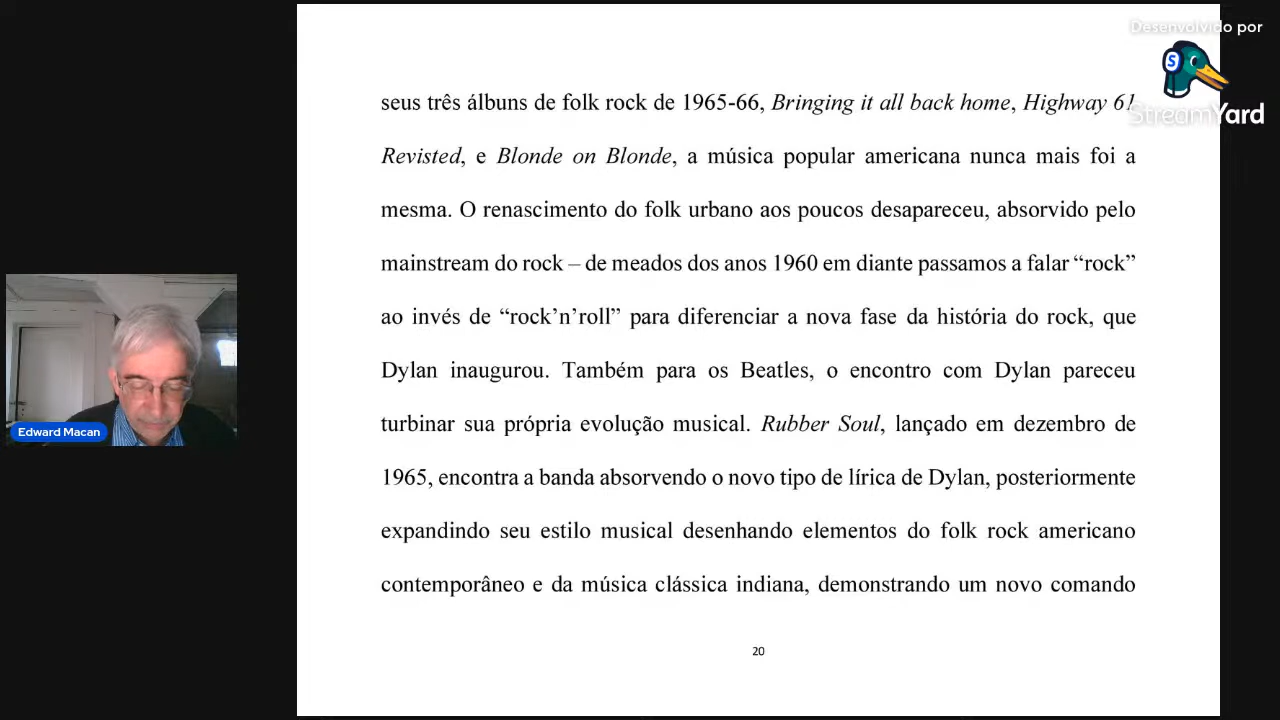 Desenvolvido por
S
StreamYard
seus três álbuns de folk rock de 1965-66, Bringing it all back home, Highway 61
Revisted, e Blonde on Blonde, a música popular americana nunca mais foi a
mesma. O renascimento do folk urbano aos poucos desapareceu, absorvido pelo
mainstream do rock – de meados dos anos 1960 em diante passamos a falar “rock”
ao invés de “rock’n’roll” para diferenciar a nova fase da história do rock, que
Dylan inaugurou. Também para os Beatles, o encontro com Dylan pareceu
turbinar sua própria evolução musical. Rubber Soul, lançado em dezembro de
1965, encontra a banda absorvendo o novo tipo de lírica de Dylan, posteriormente
expandindo seu estilo musical desenhando elementos do folk rock americano
contemporâneo e da música clássica indiana, demonstrando um novo comando
20
Edward Macan